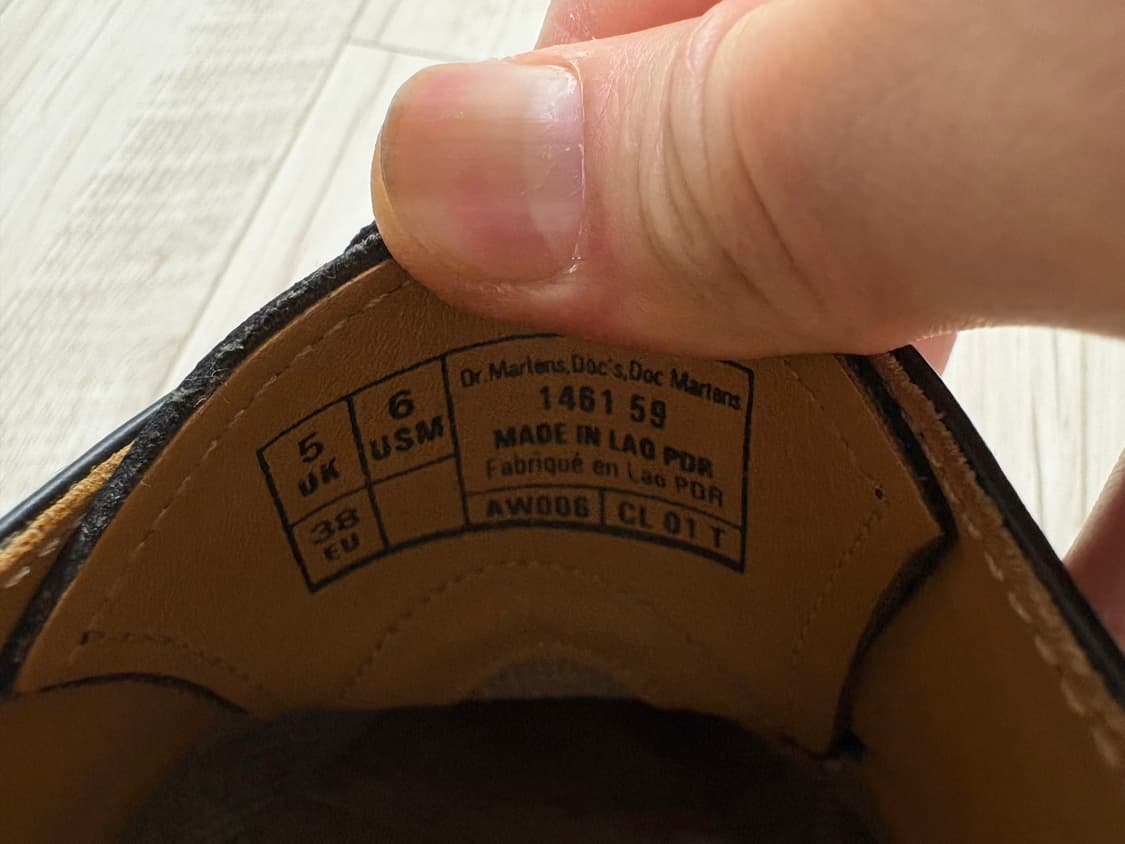 5
UK
6
USM
38
EU
Dr.Martens,Doc's,Doc Martens
1461 59
MADE IN LAO PDR
Fabriqué en Lao PDR
AW006
CL 01 T